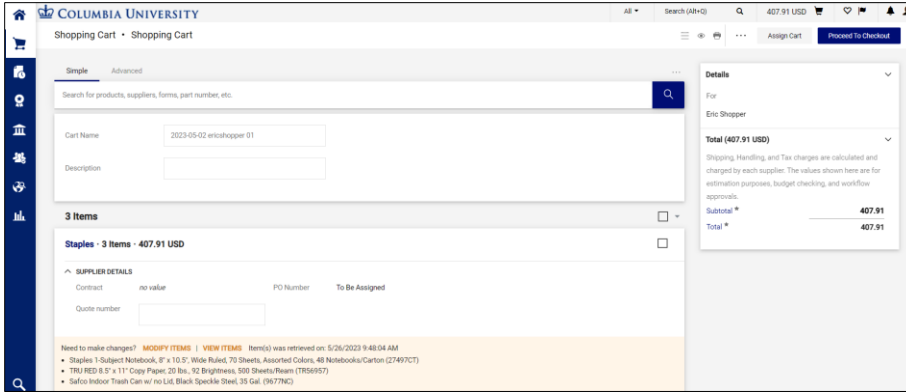 COLUMBIA UNIVERSITY
All
Search (Alt+Q)
407.91 USD
Shopping Cart • Shopping Cart
Assign Cart
Proceed To Checkout
Simple
Advanced
Search for products, suppliers, forms, part number, etc.
Cart Name
2023-05-02 ericshopper 01
Description
3 Items
Staples · 3 Items · 407.91 USD
SUPPLIER DETAILS
Contract
no value
PO Number
To Be Assigned
Quote number
Need to make changes? MODIFY ITEMS | VIEW ITEMS Item(s) was retrieved on: 5/26/2023 9:48:04 AM
• Staples 1-Subject Notebook, 8" x 10.5", Wide Ruled, 70 Sheets, Assorted Colors, 48 Notebooks/Carton (27497CT)
• TRU RED 8.5" x 11" Copy Paper, 20 lbs., 92 Brightness, 500 Sheets/Ream (TR56957)
• Safco Indoor Trash Can w/ no Lid, Black Speckle Steel, 35 Gal. (9677NC)
Details
For
Eric Shopper
Total (407.91 USD)
Shipping, Handling, and Tax charges are calculated and
charged by each supplier. The values shown here are for
estimation purposes, budget checking, and workflow
approvals.
Subtotal *
407.91
Total *
407.91